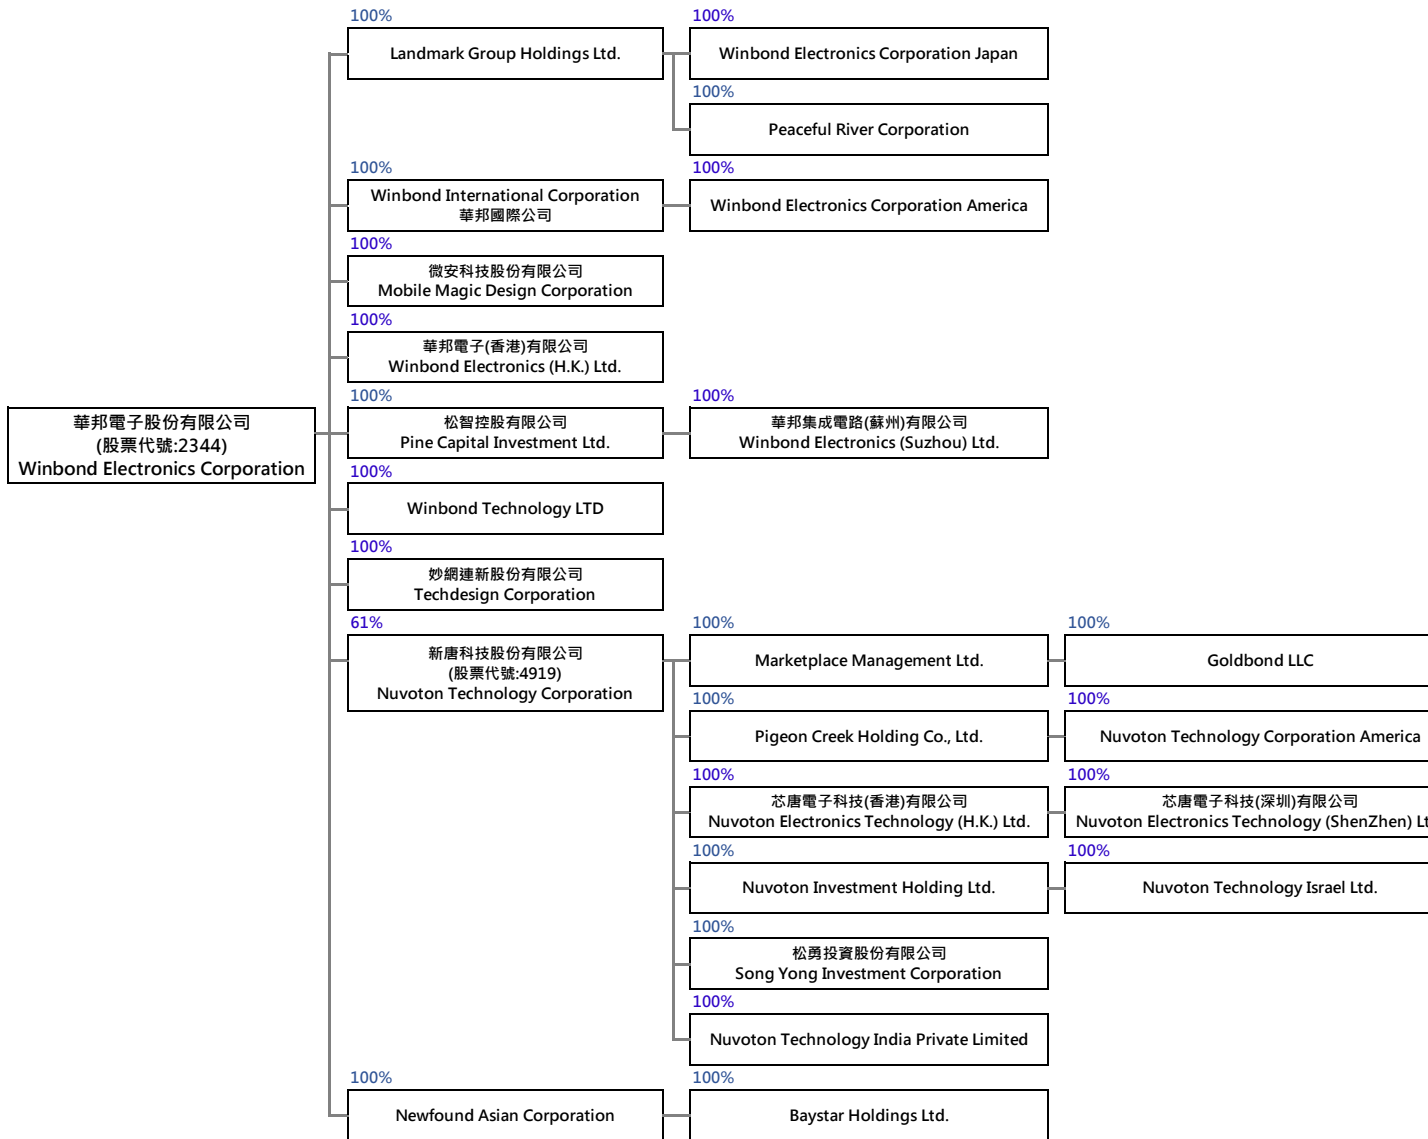 100%
100%
Landmark Group Holdings Ltd.
Winbond Electronics Corporation Japan
100%
Peaceful River Corporation
100%
100%
Winbond International Corporation
華邦國際公司
Winbond Electronics Corporation America
100%
微安科技股份有限公司
Mobile Magic Design Corporation
100%
華邦電子(香港)有限公司
Winbond Electronics (H.K.) Ltd.
100%
100%
華邦電子股份有限公司
(股票代號:2344)
Winbond Electronics Corporation
松智控股有限公司
Pine Capital Investment Ltd.
華邦集成電路(蘇州)有限公司
Winbond Electronics (Suzhou) Ltd.
100%
Winbond Technology LTD
100%
妙網連新股份有限公司
Techdesign Corporation
61%
100%
100%
新唐科技股份有限公司
(股票代號:4919)
Nuvoton Technology Corporation
Marketplace Management Ltd.
Goldbond LLC
100%
100%
Pigeon Creek Holding Co., Ltd.
Nuvoton Technology Corporation America
100%
100%
芯唐電子科技(香港)有限公司
Nuvoton Electronics Technology (H.K.) Ltd.
芯唐電子科技(深圳)有限公司
Nuvoton Electronics Technology (ShenZhen) Lt
100%
100%
Nuvoton Investment Holding Ltd.
Nuvoton Technology Israel Ltd.
100%
松勇投資股份有限公司
Song Yong Investment Corporation
100%
Nuvoton Technology India Private Limited
100%
100%
Newfound Asian Corporation
Baystar Holdings Ltd.